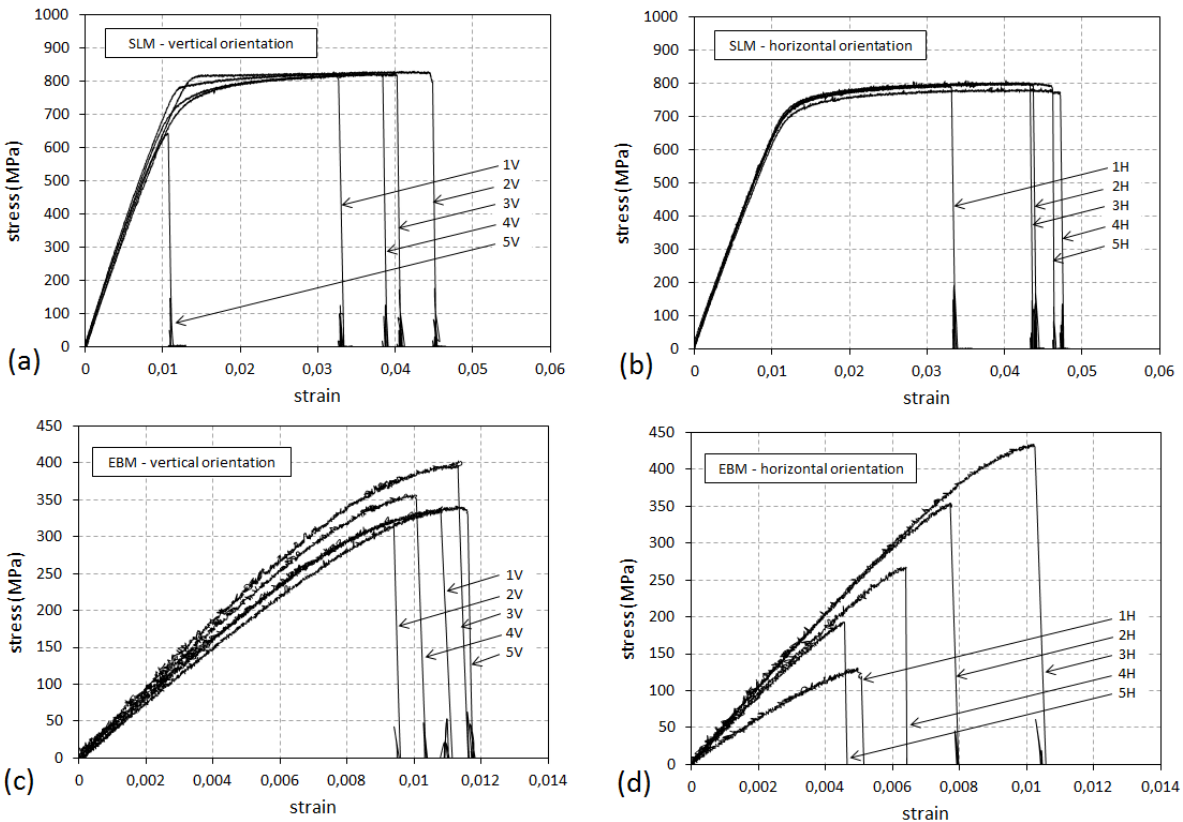 1000
900
800
700
600
500
400
300
200
100
0
stress (MPa)
SLM - vertical orientation
1V
2V
3V
4V
5V
0 0,01 0,02 0,03 0,04 0,05 0,06
strain
(a)
1000
900
800
700
600
500
400
300
200
100
0
stress (MPa)
SLM - horizontal orientation
1H
2H
3H
4H
5H
0 0,01 0,02 0,03 0,04 0,05 0,06
strain
(b)
450
400
350
300
250
200
150
100
50
0
stress (MPa)
EBM - vertical orientation
1V
2V
3V
4V
5V
0 0,002 0,004 0,006 0,008 0,01 0,012 0,014
strain
(c)
450
400
350
300
250
200
150
100
50
0
stress (MPa)
EBM - horizontal orientation
1H
2H
3H
4H
5H
0 0,002 0,004 0,006 0,008 0,01 0,012 0,014
strain
(d)